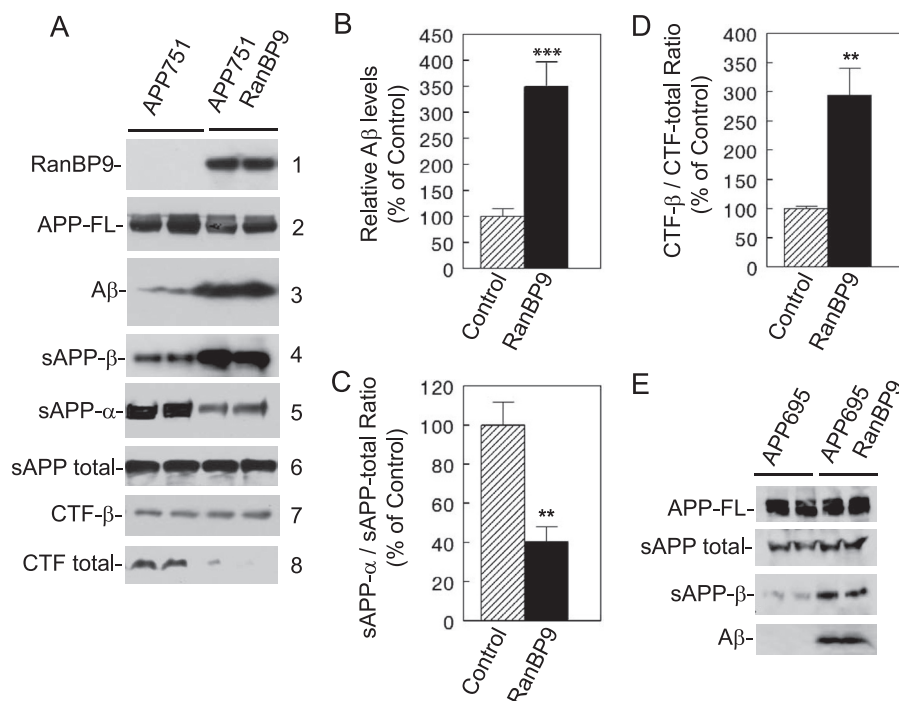 A
APP751
APP751
RanBP9
RanBP9-
1
APP-FL-
2
Aβ-
3
sAPP-β-
4
sAPP-α-
5
sAPP total-
6
CTF-β-
7
CTF total-
8
B
Relative Aβ levels
(% of Control)
450
400
350
300
250
200
150
100
50
0
***
Control
RanBP9
C
sAPP-α / sAPP-total Ratio
(% of Control)
120
100
80
60
40
20
0
**
Control
RanBP9
D
CTF-β / CTF-total Ratio
(% of Control)
400
350
300
250
200
150
100
50
0
**
Control
RanBP9
E
APP695
APP695
RanBP9
APP-FL-
sAPP total-
sAPP-β-
Aβ-